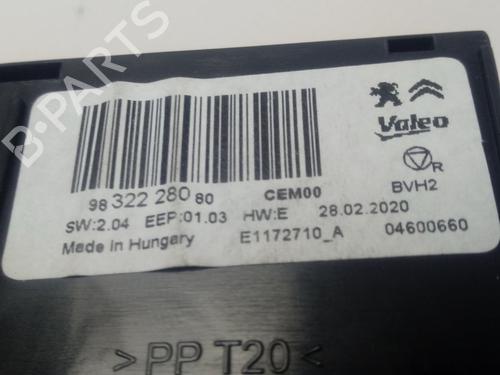 Valeo
R
98 322 280 80
CEM00
BVH2
SW:2.04 EEP:01.03 HW:E 28.02.2020
Made in Hungary E1172710_A 04600660
>PP T20<
B-PARTS